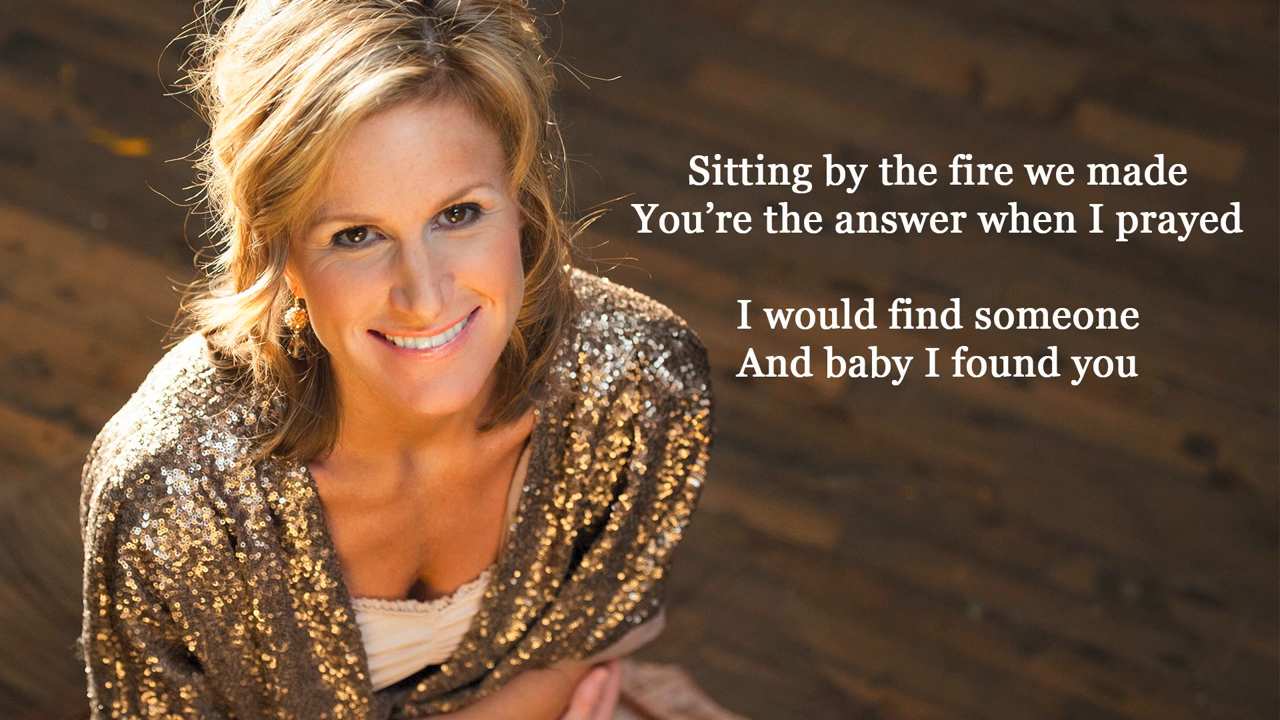 Sitting by the fire we made
You’re the answer when I prayed
I would find someone
And baby I found you